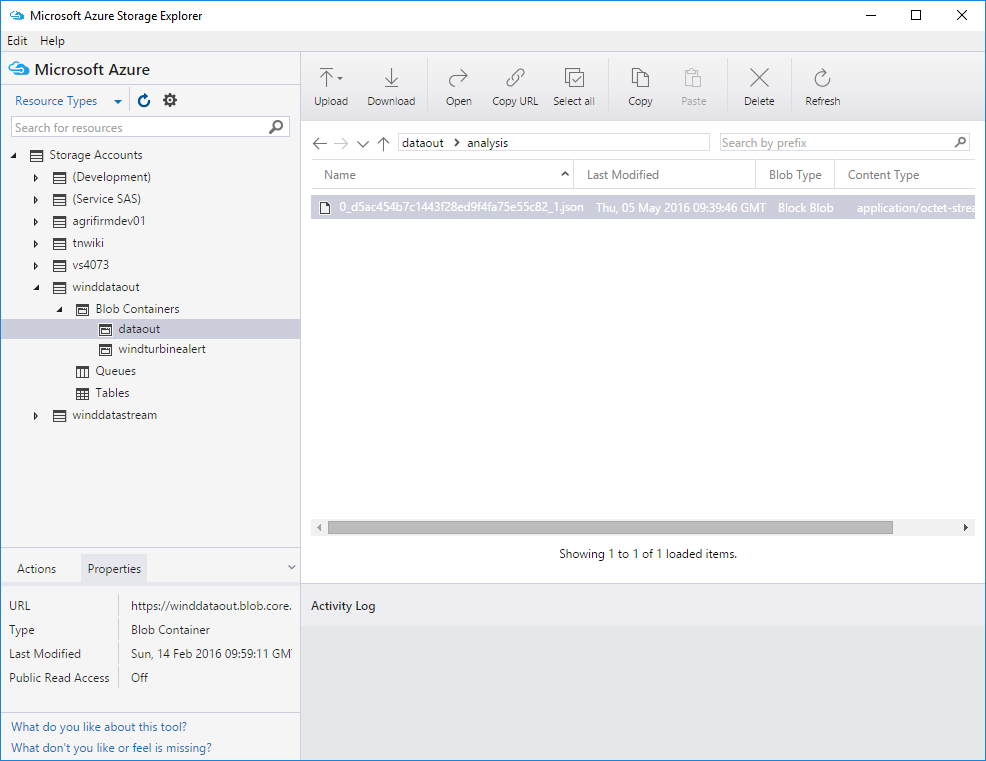 Microsoft Azure Storage Explorer
Edit Help
Microsoft Azure
Resource Types
Search for resources
Storage Accounts
(Development)
(Service SAS)
agrifirmdev01
tnwiki
vs4073
winddataout
Blob Containers
dataout
windturbinealert
Queues
Tables
winddatastream
Actions Properties
URL https://winddataout.blob.core.
Type Blob Container
Last Modified Sun, 14 Feb 2016 09:59:11 GM
Public Read Access Off
What do you like about this tool?
What don't you like or feel is missing?
Upload Download Open Copy URL Select all Copy Paste Delete Refresh
dataout > analysis Search by prefix
Name Last Modified Blob Type Content Type
0_d5ac454b7c1443f28ed9f4fa75e55c82_1.json Thu, 05 May 2016 09:39:46 GMT Block Blob application/octet-strea
Showing 1 to 1 of 1 loaded items.
Activity Log